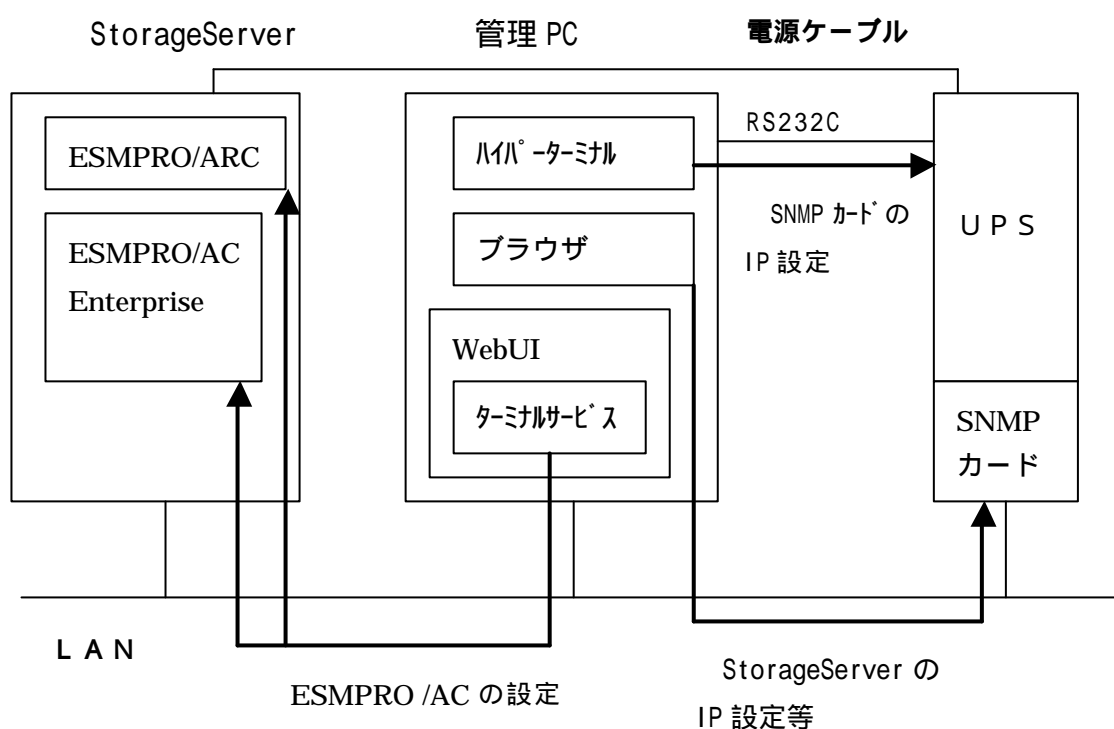 StorageServer
管理 PC
電源ケーブル
ESMPRO/ARC
ESMPRO/AC
Enterprise
ﾊｲﾊﾟｰﾀｰﾐﾅﾙ
ブラウザ
WebUI
ﾀｰﾐﾅﾙｻｰﾋﾞｽ
RS232C
SNMP ｶｰﾄﾞの
IP 設定
ＵＰＳ
SNMP
カード
ＬＡＮ
ESMPRO /AC の設定
StorageServer の
IP 設定等